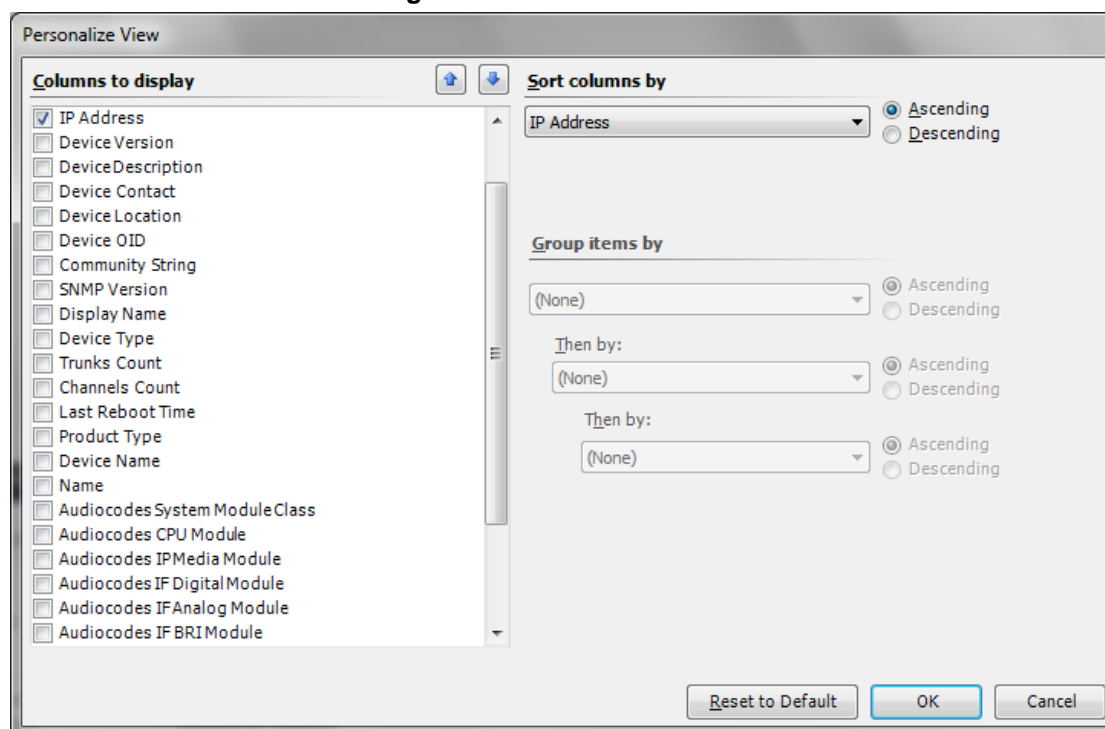 Personalize View
Columns to display
IP Address
Device Version
Device Description
Device Contact
Device Location
Device OID
Community String
SNMP Version
Display Name
Device Type
Trunks Count
Channels Count
Last Reboot Time
Product Type
Device Name
Name
Audiocodes System Module Class
Audiocodes CPU Module
Audiocodes IPMedia Module
Audiocodes IF Digital Module
Audiocodes IF Analog Module
Audiocodes IF BRI Module
Sort columns by
IP Address
Ascending
Descending
Group items by
(None)
Ascending
Descending
Then by:
(None)
Ascending
Descending
Then by:
(None)
Ascending
Descending
Reset to Default
OK
Cancel